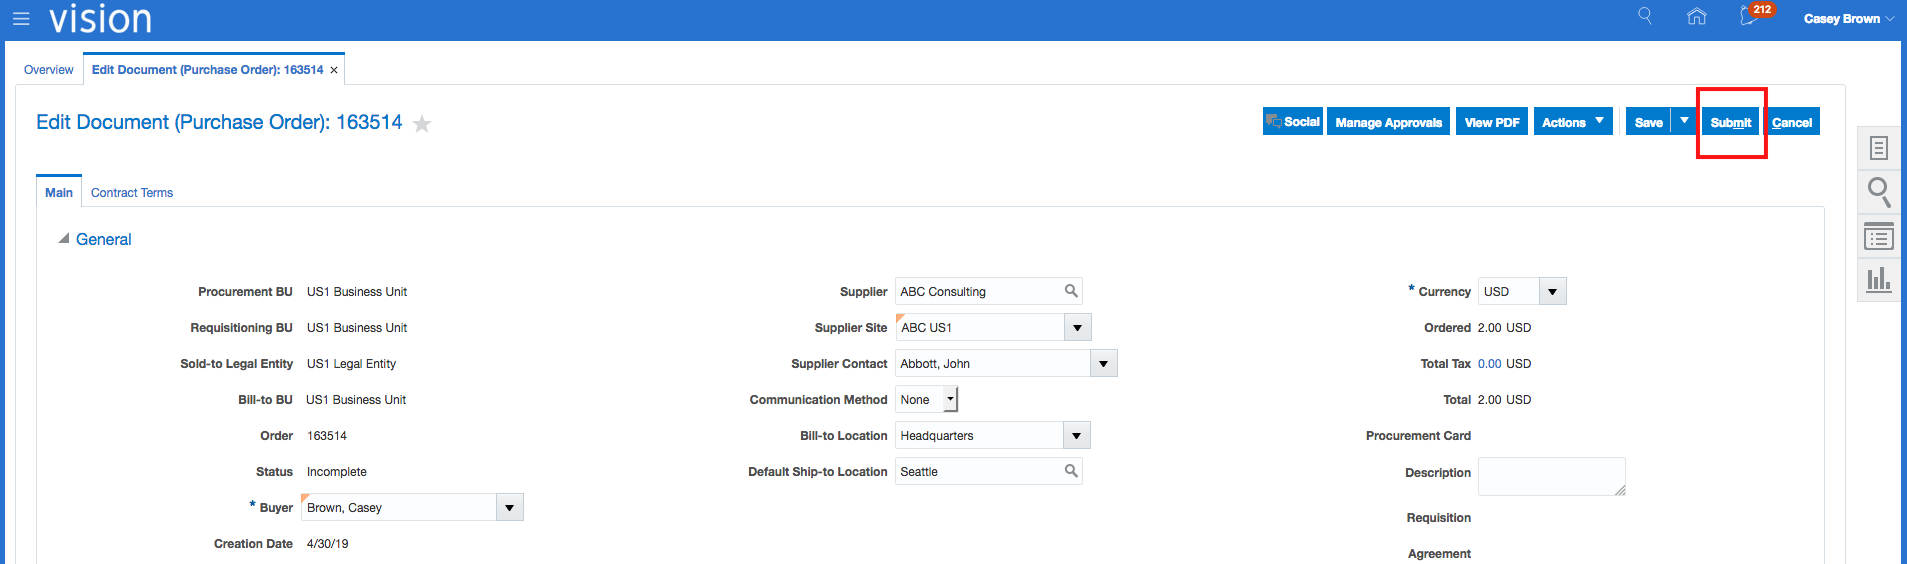 vision
212
Casey Brown
Overview
Edit Document (Purchase Order): 163514 ×
Edit Document (Purchase Order): 163514
Social
Manage Approvals
View PDF
Actions
Save
Submit
Cancel
Main
Contract Terms
General
Procurement BU US1 Business Unit
Supplier ABC Consulting
* Currency USD
Requisitioning BU US1 Business Unit
Supplier Site ABC US1
Ordered 2.00 USD
Sold-to Legal Entity US1 Legal Entity
Supplier Contact Abbott, John
Total Tax 0.00 USD
Bill-to BU US1 Business Unit
Communication Method None
Total 2.00 USD
Order 163514
Bill-to Location Headquarters
Procurement Card
Status Incomplete
Default Ship-to Location Seattle
Description
* Buyer Brown, Casey
Requisition
Creation Date 4/30/19
Agreement